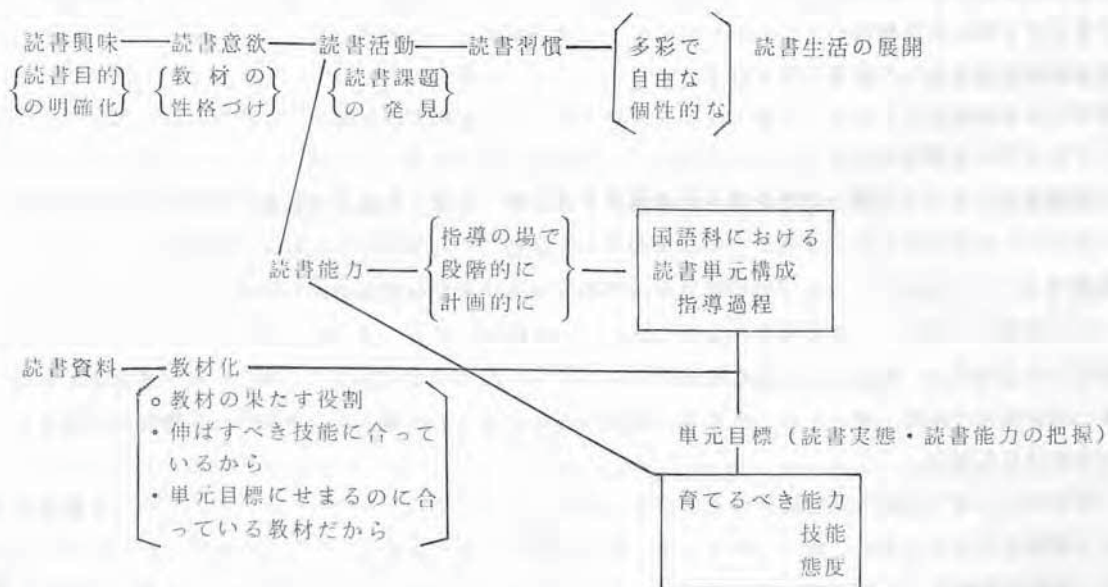 読書興味 読書意欲 読書活動 読書習慣 多彩で 読書生活の展開
自由な
個性的な
読書目的 教材の 読書課題
の明確化 性格づけ の発見
指導の場で 国語科における
読書能力 段階的に 読書単元構成
計画的に 指導過程
読書資料 教材化
○教材の果たす役割
・伸ばすべき技能に合って
いるから
・単元目標にせまるのに合
っている教材だから
単元目標(読書実態・読書能力の把握)
育てるべき能力
技能
態度